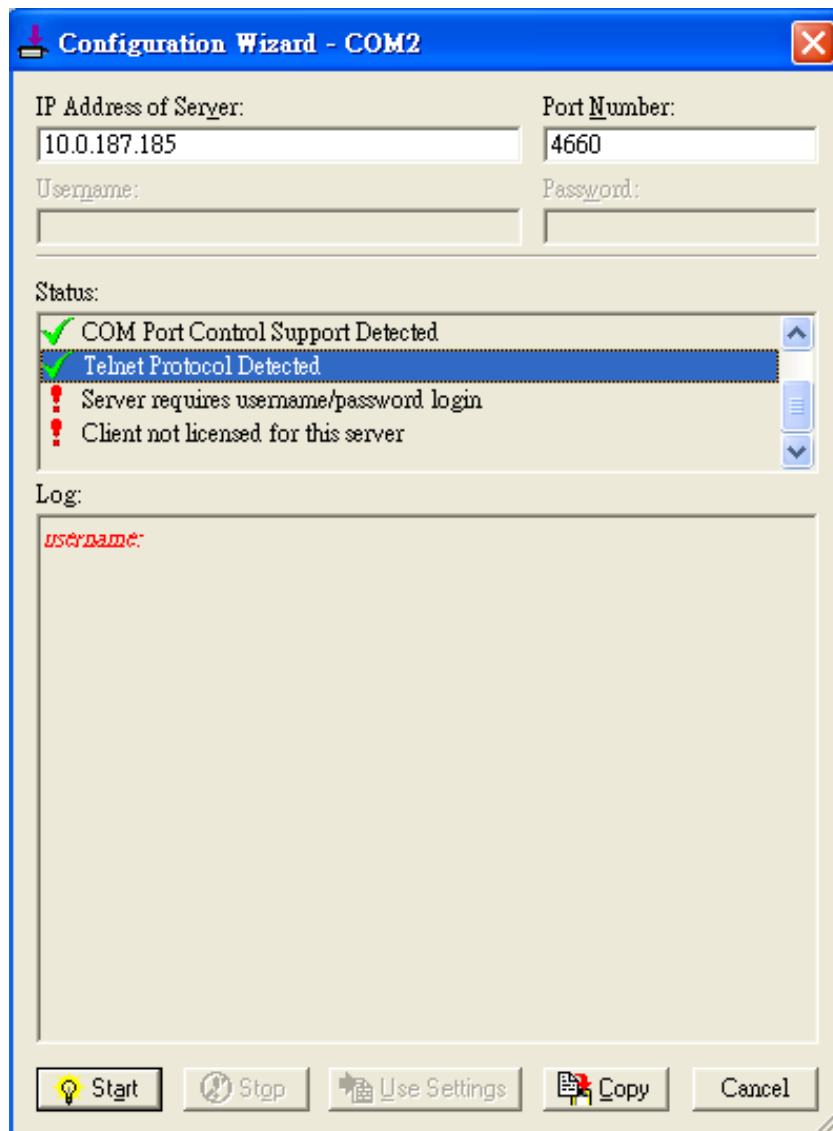 Configuration Wizard - COM2
IP Address of Server: Port Number:
10.0.187.185 4660
Username: Password:
Status:
COM Port Control Support Detected
Telnet Protocol Detected
Server requires username/password login
Client not licensed for this server
Log:
username:
Start Stop Use Settings Copy Cancel